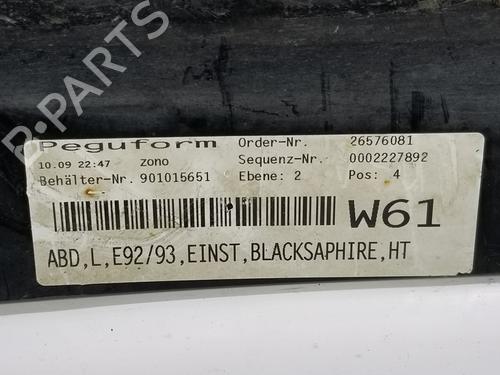 Peguform Order-Nr. 26576081
10.09 22:47 zono Sequenz-Nr. 0002227892
Behälter-Nr. 901015651 Ebene: 2 Pos: 4
W61
ABD,L,E92/93,EINST,BLACKSAPHIRE,HT
B-PARTS